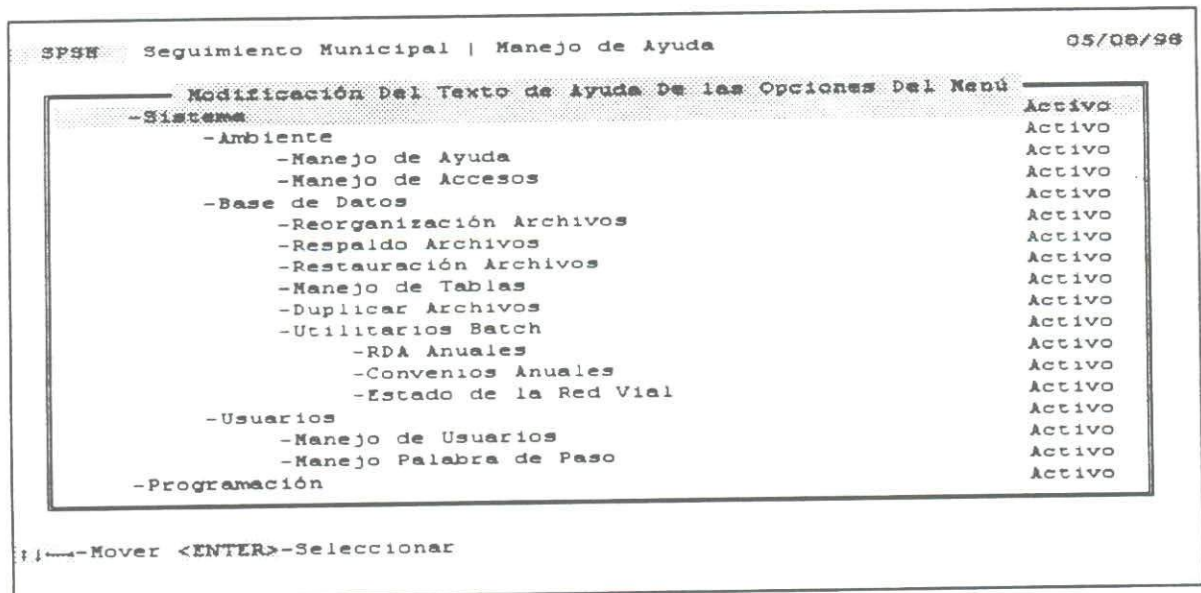 SPSM Seguimiento Municipal | Manejo de Ayuda 05/08/98
Modificación Del Texto de Ayuda De las Opciones Del Menú
-Sistema Activo
-Ambiente Activo
-Manejo de Ayuda Activo
-Manejo de Accesos Activo
-Base de Datos Activo
-Reorganización Archivos Activo
-Respaldo Archivos Activo
-Restauración Archivos Activo
-Manejo de Tablas Activo
-Duplicar Archivos Activo
-Utilitarios Batch Activo
-RDA Anuales Activo
-Convenios Anuales Activo
-Estado de la Red Vial Activo
-Usuarios Activo
-Manejo de Usuarios Activo
-Manejo Palabra de Paso Activo
-Programación Activo
-Mover <ENTER>-Seleccionar